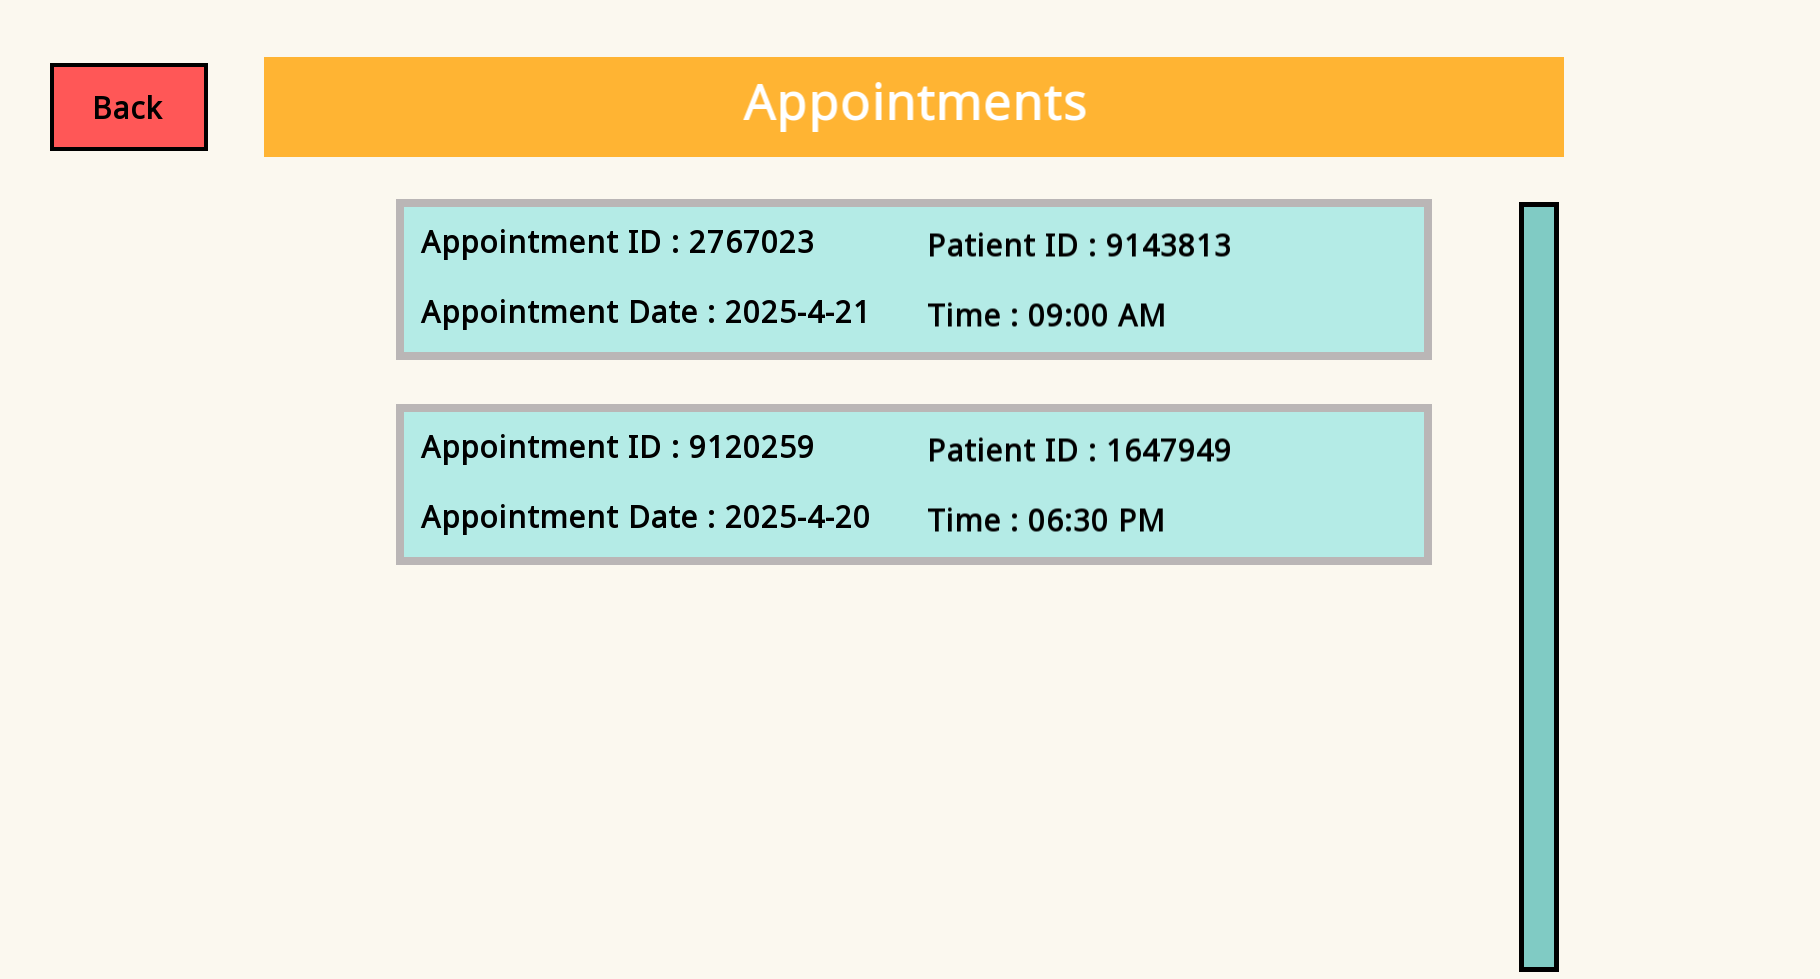 Back
Appointments
Appointment ID : 2767023
Patient ID : 9143813
Appointment Date : 2025-4-21
Time : 09:00 AM
Appointment ID : 9120259
Patient ID : 1647949
Appointment Date : 2025-4-20
Time : 06:30 PM